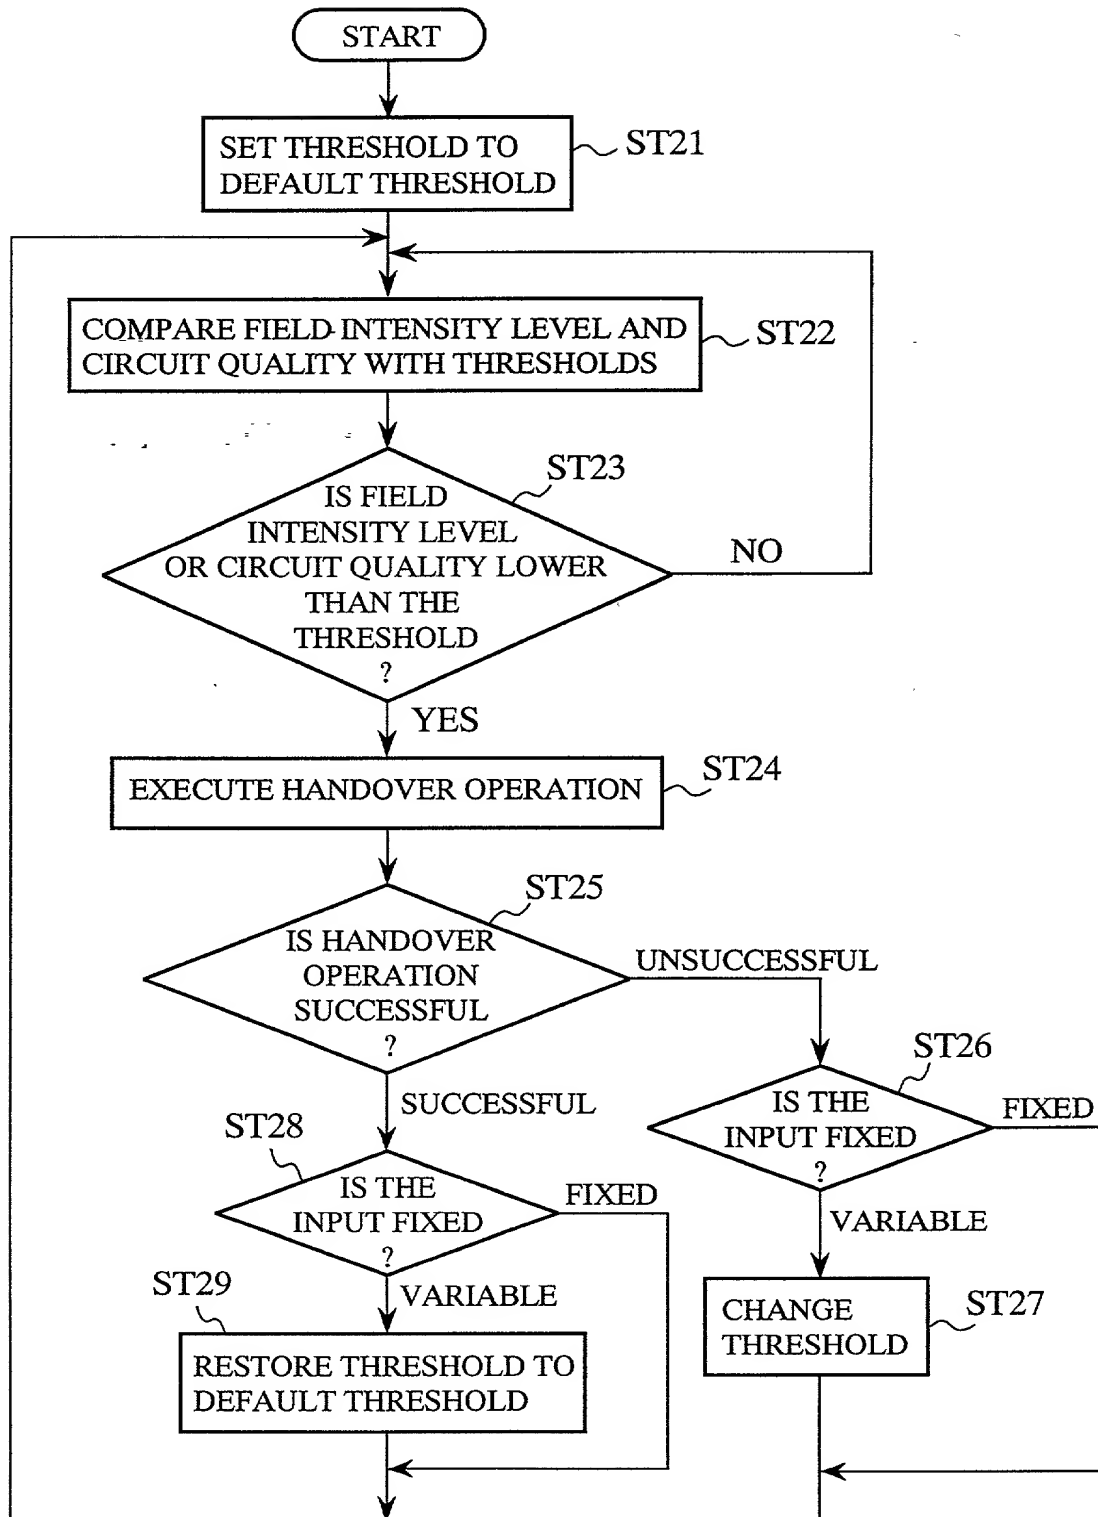 START
SET THRESHOLD TO
DEFAULT THRESHOLD
ST21
COMPARE FIELD INTENSITY LEVEL AND
CIRCUIT QUALITY WITH THRESHOLDS
ST22
ST23
IS FIELD
INTENSITY LEVEL
OR CIRCUIT QUALITY LOWER
THAN THE
THRESHOLD
?
NO
YES
EXECUTE HANDOVER OPERATION
ST24
ST25
IS HANDOVER
OPERATION
SUCCESSFUL
?
UNSUCCESSFUL
SUCCESSFUL
ST26
IS THE
INPUT FIXED
?
FIXED
VARIABLE
CHANGE
THRESHOLD
ST27
ST28
IS THE
INPUT FIXED
?
FIXED
VARIABLE
ST29
RESTORE THRESHOLD TO
DEFAULT THRESHOLD